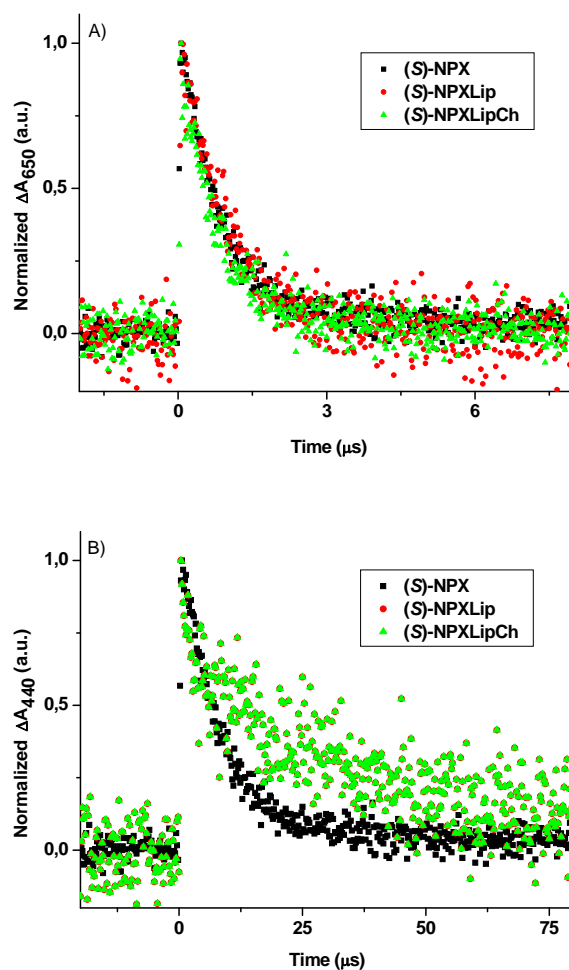 A)
(S)-NPX
(S)-NPXLip
(S)-NPXLipCh
Normalized ΔA650 (a.u.)
1,0
0,5
0,0
0 3 6
Time (μs)
B)
(S)-NPX
(S)-NPXLip
(S)-NPXLipCh
Normalized ΔA440 (a.u.)
1,0
0,5
0,0
0 25 50 75
Time (μs)